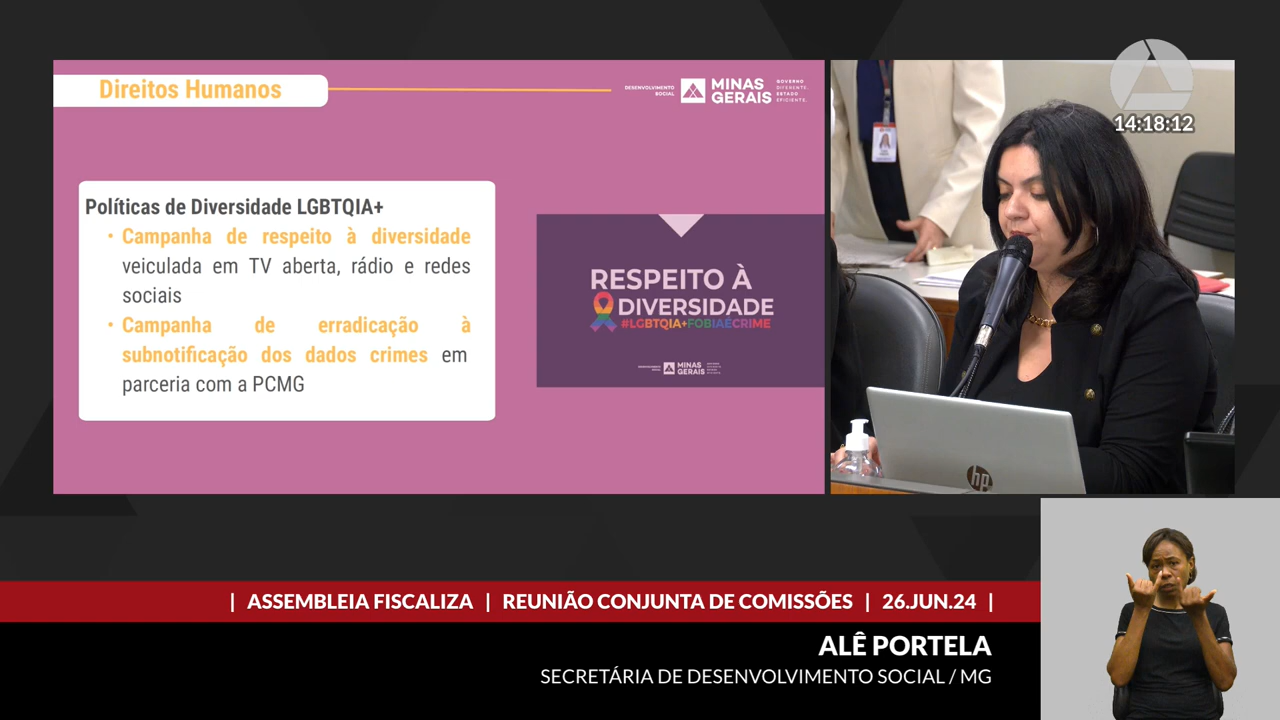 Direitos Humanos
DESENVOLVIMENTO
SOCIAL
MINAS
GERAIS
GOVERNO
DIFERENTE.
ESTADO
EFICIENTE.
14:18:12
Políticas de Diversidade LGBTQIA+
• Campanha de respeito à diversidade
veiculada em TV aberta, rádio e redes
sociais
• Campanha de erradicação à
subnotificação dos dados crimes em
parceria com a PCMG
RESPEITO À
DIVERSIDADE
#LGBTQIA+FOBIAÉCRIME
MINAS
GERAIS
hp
| ASSEMBLEIA FISCALIZA | REUNIÃO CONJUNTA DE COMISSÕES | 26.JUN.24 |
ALÊ PORTELA
SECRETÁRIA DE DESENVOLVIMENTO SOCIAL / MG